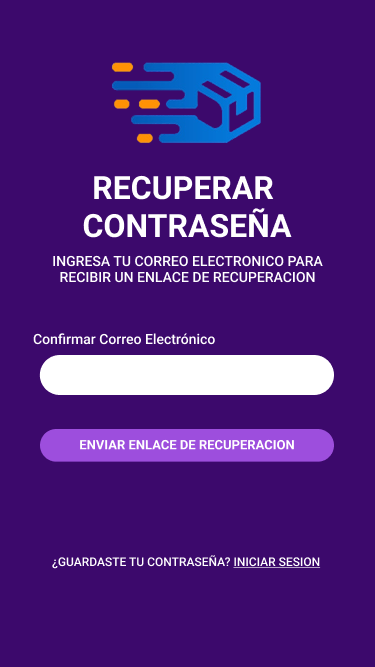 RECUPERAR
CONTRASEÑA
INGRESA TU CORREO ELECTRONICO PARA
RECIBIR UN ENLACE DE RECUPERACION
Confirmar Correo Electrónico
ENVIAR ENLACE DE RECUPERACION
¿GUARDASTE TU CONTRASEÑA? INICIAR SESION